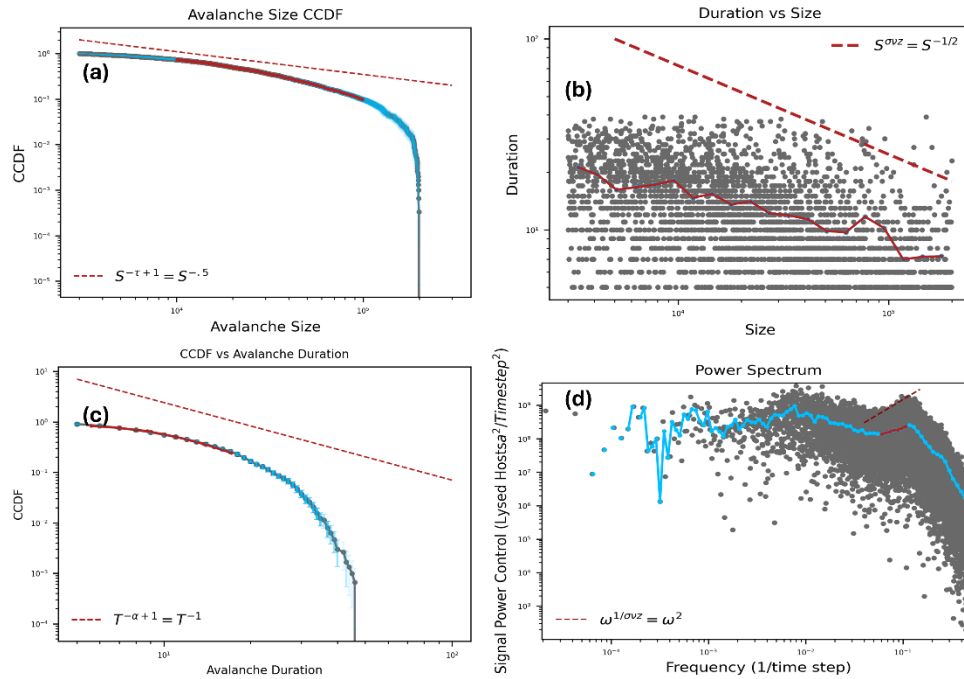 Avalanche Size CCDF
(a)
CCDF
10⁰
10⁻¹
10⁻²
10⁻³
10⁻⁴
10⁻⁵
S^{-τ+1} = S^{-.5}
10⁴
10⁵
Avalanche Size
Duration vs Size
(b)
Duration
10²
10¹
S^{σνz} = S^{-1/2}
10⁴
10⁵
Size
CCDF vs Avalanche Duration
(c)
CCDF
10¹
10⁰
10⁻¹
10⁻²
10⁻³
10⁻⁴
T^{-α+1} = T^{-1}
10¹
10²
Avalanche Duration
Power Spectrum
(d)
Signal Power Control (Lysed Hostsa²/Timestep²)
10⁹
10⁸
10⁷
10⁶
10⁵
10⁴
10³
ω^{1/σνz} = ω²
10⁻⁴
10⁻³
10⁻²
10⁻¹
Frequency (1/time step)